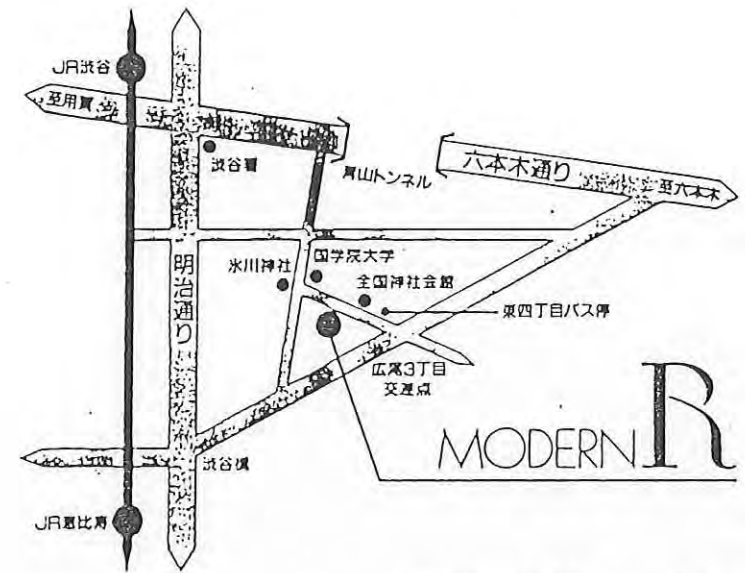 JR渋谷
至用賀
渋谷署
青山トンネル
六本木通り
至六本木
明治通り
氷川神社
国学院大学
全国神社会館
東四丁目バス停
広尾3丁目
交差点
渋谷橋
JR恵比寿
MODERN R